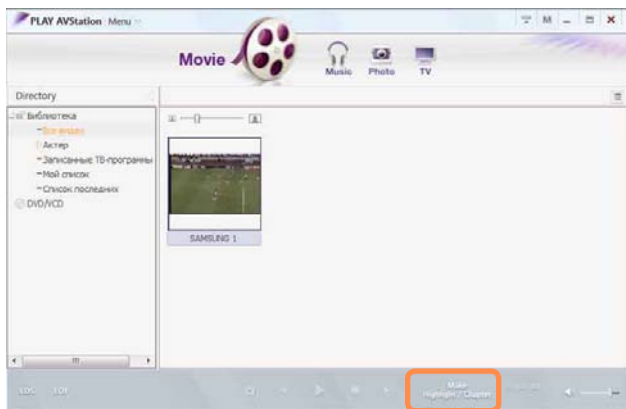 PLAY AVStation Menu
M
Movie
Music Photo TV
Directory
Библиотека
Все видео
Актер
Записанные ТВ-программы
Мой список
Список последних
DVD/VCD
SAMSUNG 1
Make
Highlight / Chapter